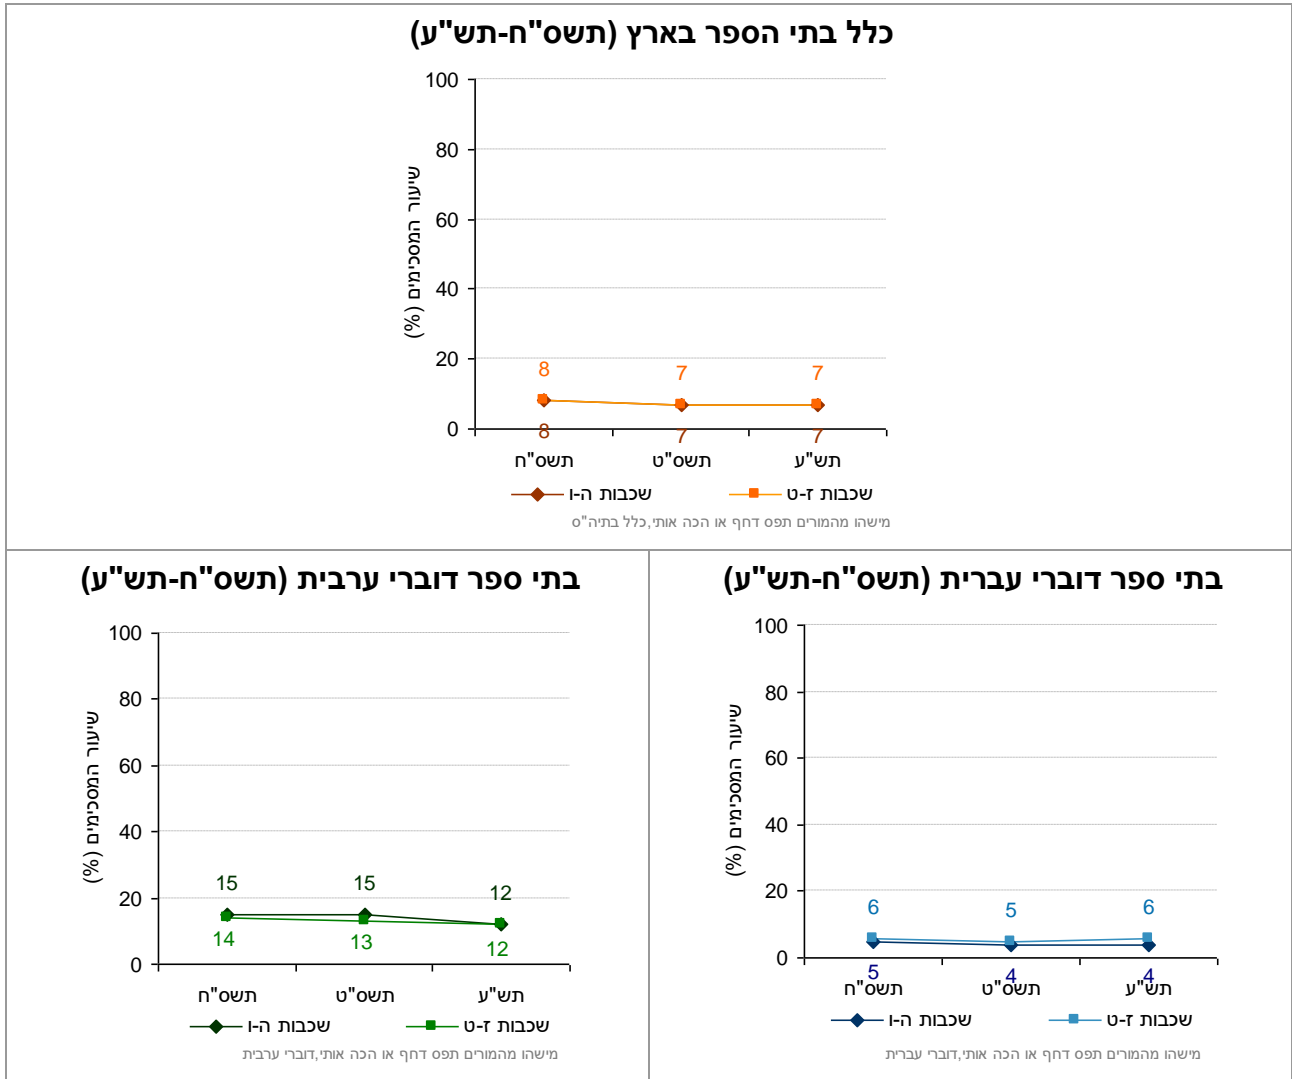 כלל בתי הספר בארץ (תשס"ח-תש"ע)
שיעור המסכימים (%)
100
80
60
40
20
0
8 7 7
8 7 7
תשס"ח תשס"ט תש"ע
שכבות ה-ו שכבות ז-ט
מישהו מהמורים תפס דחף או הכה אותי,כלל בתיה"ס
בתי ספר דוברי עברית (תשס"ח-תש"ע)
שיעור המסכימים (%)
100
80
60
40
20
0
6 5 6
5 4 4
תשס"ח תשס"ט תש"ע
שכבות ה-ו שכבות ז-ט
מישהו מהמורים תפס דחף או הכה אותי,דוברי עברית
בתי ספר דוברי ערבית (תשס"ח-תש"ע)
שיעור המסכימים (%)
100
80
60
40
20
0
15 15 12
14 13 12
תשס"ח תשס"ט תש"ע
שכבות ה-ו שכבות ז-ט
מישהו מהמורים תפס דחף או הכה אותי,דוברי ערבית